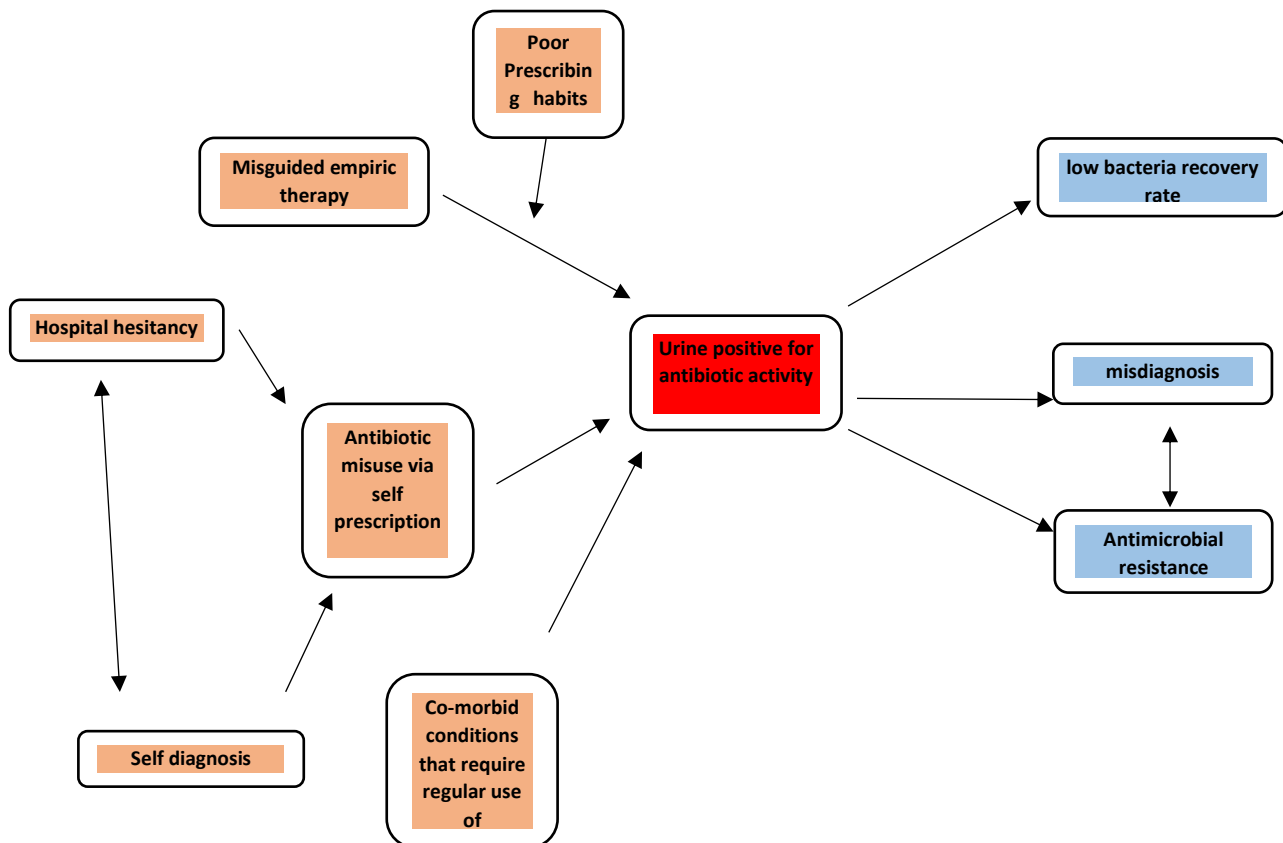 Poor
Prescribin
g habits
Misguided empiric
therapy
low bacteria recovery
rate
Hospital hesitancy
Urine positive for
antibiotic activity
misdiagnosis
Antibiotic
misuse via
self
prescription
Antimicrobial
resistance
Co-morbid
conditions
that require
regular use
of
Self diagnosis